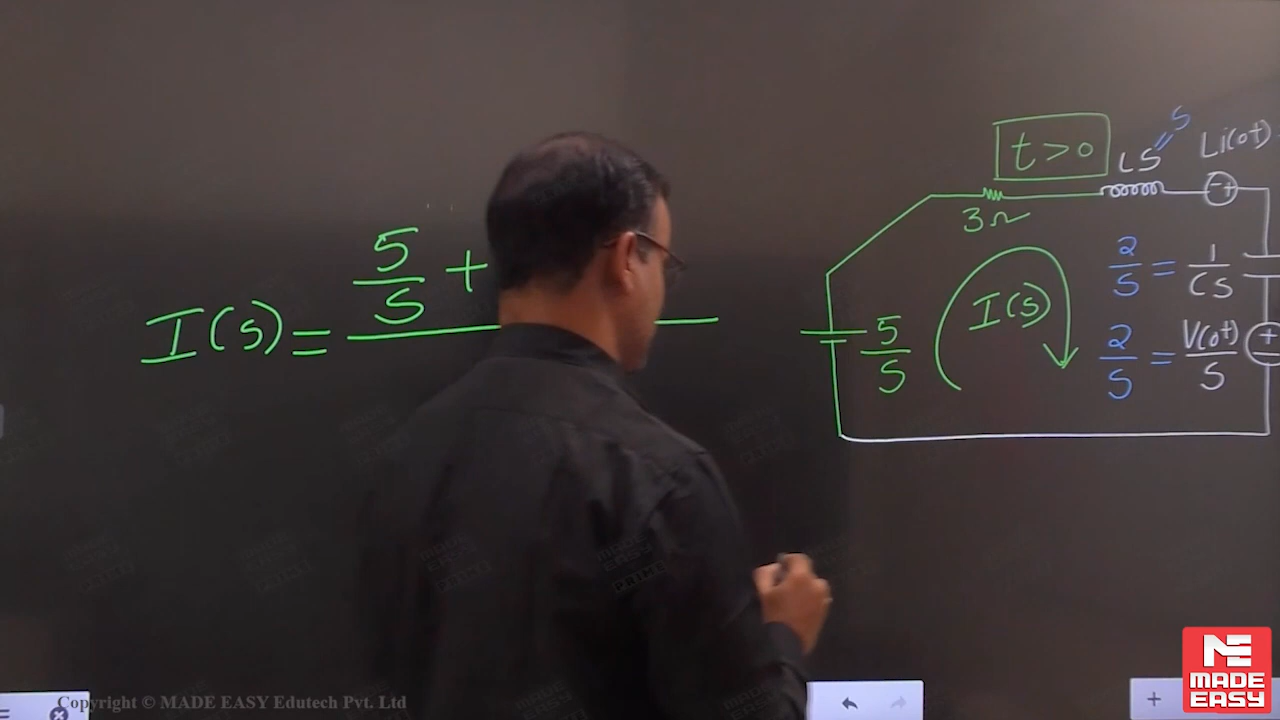 I(s) = 5/s +
t>0
LS = S
Li(0+)
- +
3Ω
I(s)
5/S
2/S = 1/CS
2/S = V(0+)/S
+ -
Copyright © MADE EASY Edutech Pvt. Ltd
MADE EASY